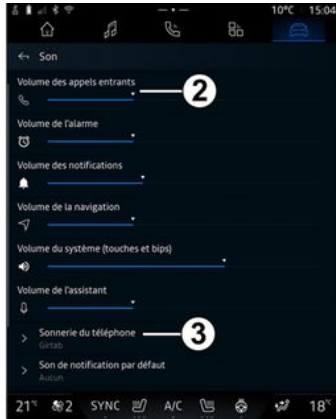 10°C 15:04
Son
Volume des appels entrants
2
Volume de l'alarme
Volume des notifications
Volume de la navigation
Volume du système (touches et bips)
Volume de l'assistant
Sonnerie du téléphone
Girtab
3
Son de notification par défaut
Aucun
21°C 2 SYNC A/C 18°C